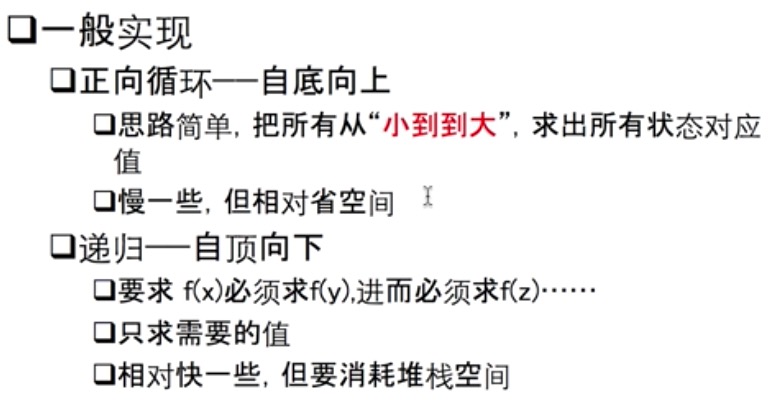 ❑一般实现
❑正向循环——自底向上
❑思路简单, 把所有从“小到到大”, 求出所有状态对应
值
❑慢一些, 但相对省空间
❑递归——自顶向下
❑要求 f(x)必须求f(y),进而必须求f(z)······
❑只求需要的值
❑相对快一些, 但要消耗堆栈空间